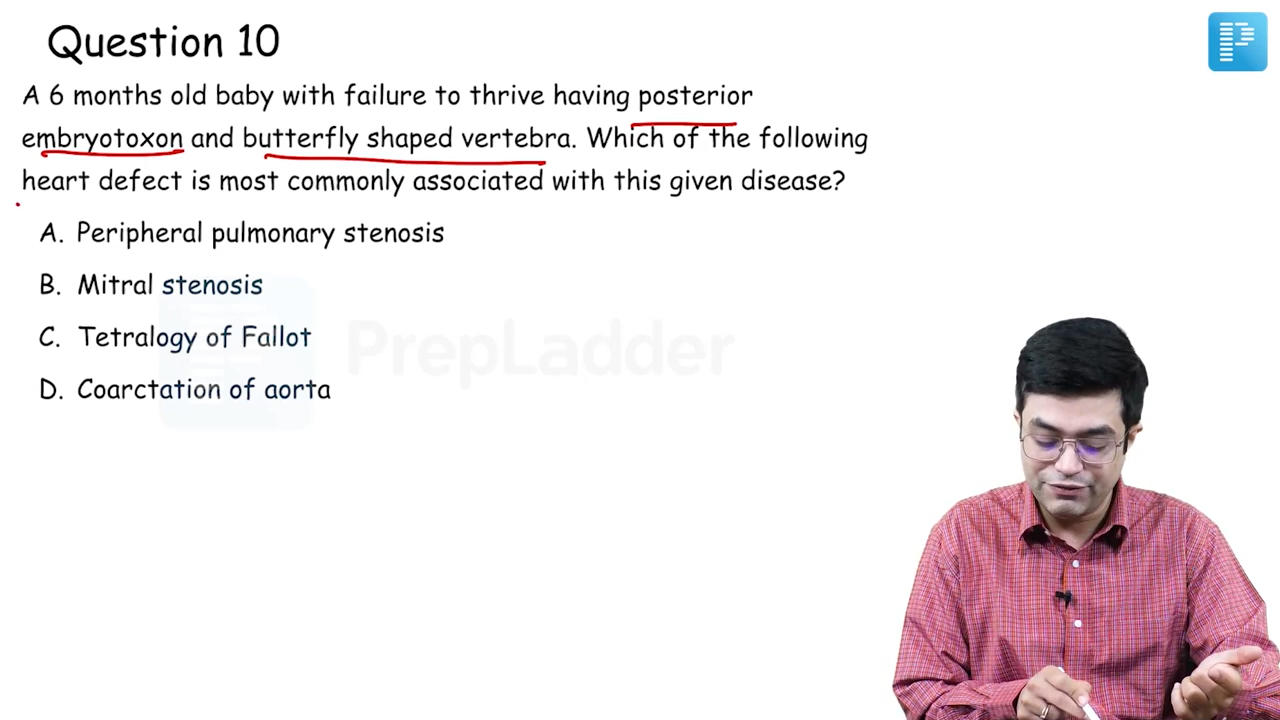 Question 10
A 6 months old baby with failure to thrive having posterior
embryotoxon and butterfly shaped vertebra. Which of the following
heart defect is most commonly associated with this given disease?
A. Peripheral pulmonary stenosis
B. Mitral stenosis
C. Tetralogy of Fallot
D. Coarctation of aorta
PrepLadder